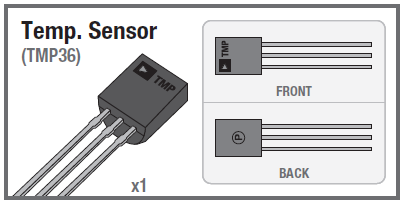 Temp. Sensor
(TMP36)
TMP
x1
TMP
FRONT
P
BACK